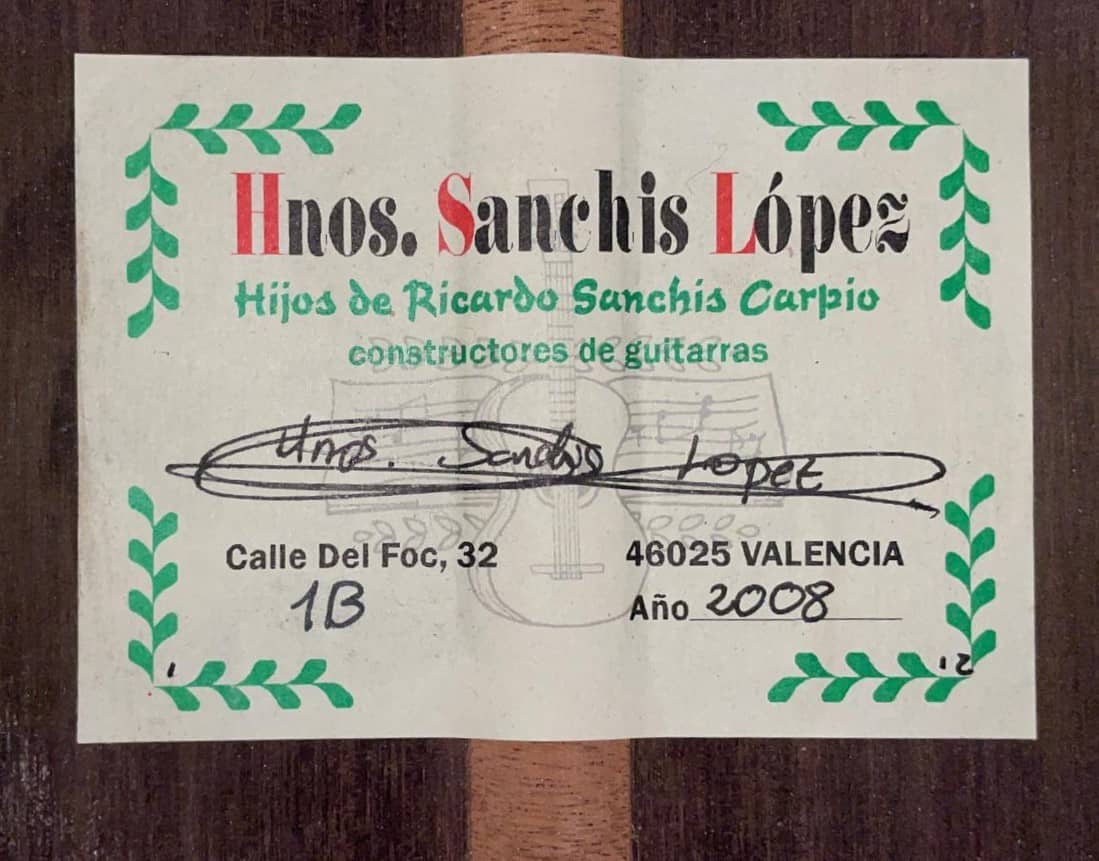 Hnos. Sanchis López
Hijos de Ricardo Sanchis Carpio
constructores de guitarras
Hnos. Sanchis Lopez
Calle Del Foc, 32 46025 VALENCIA
1B Año 2008